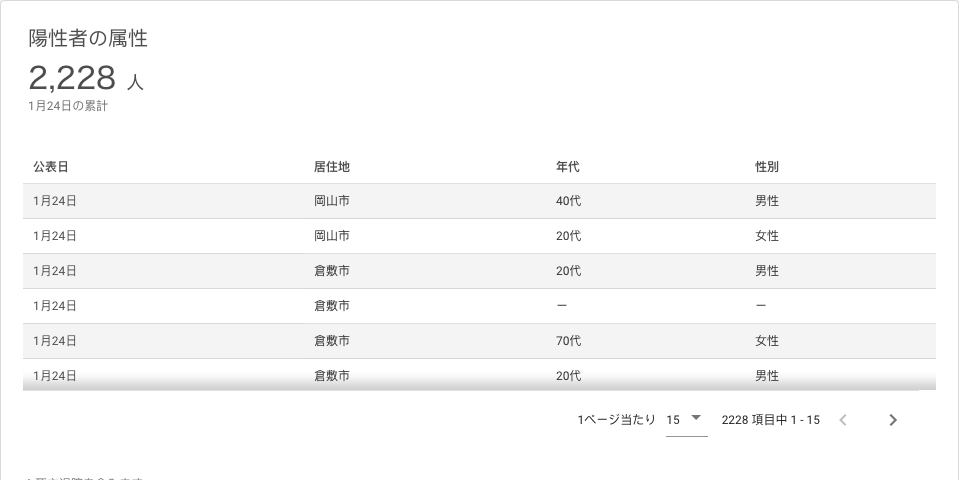 陽性者の属性
2,228 人
1月24日の累計
公表日 居住地 年代 性別
1月24日 岡山市 40代 男性
1月24日 岡山市 20代 女性
1月24日 倉敷市 20代 男性
1月24日 倉敷市 ー ー
1月24日 倉敷市 70代 女性
1月24日 倉敷市 20代 男性
1ページ当たり 15 2228 項目中 1 - 15